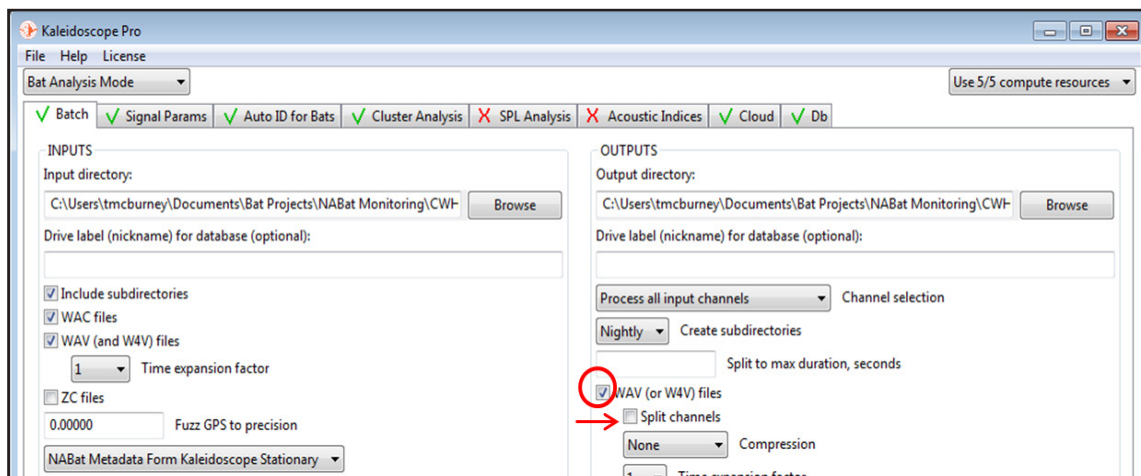 Kaleidoscope Pro
File Help License
Bat Analysis Mode
Use 5/5 compute resources
Batch Signal Params Auto ID for Bats Cluster Analysis SPL Analysis Acoustic Indices Cloud Db
INPUTS
Input directory:
C:\Users\tmcburney\Documents\Bat Projects\NABat Monitoring\CWH
Browse
Drive label (nickname) for database (optional):
Include subdirectories
WAC files
WAV (and W4V) files
1 Time expansion factor
ZC files
0.00000 Fuzz GPS to precision
NABat Metadata Form Kaleidoscope Stationary
OUTPUTS
Output directory:
C:\Users\tmcburney\Documents\Bat Projects\NABat Monitoring\CWH
Browse
Drive label (nickname) for database (optional):
Process all input channels Channel selection
Nightly Create subdirectories
Split to max duration, seconds
WAV (or W4V) files
Split channels
None Compression
1 Time expansion factor